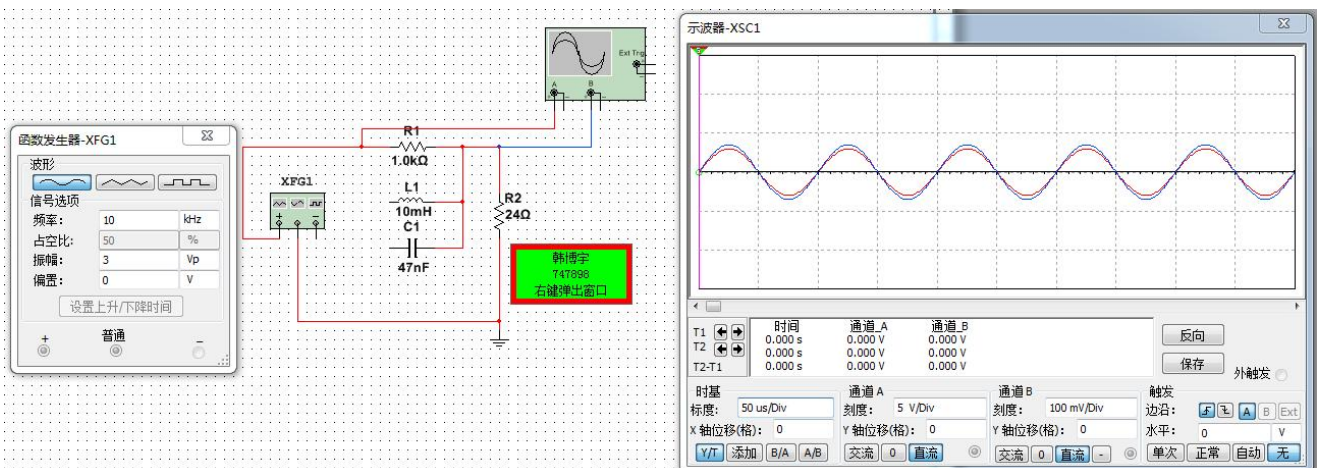 函数发生器-XFG1
波形
信号选项
频率: 10 kHz
占空比: 50 %
振幅: 3 Vp
偏置: 0 V
设置上升/下降时间
+ 普通 −
XFG1
+ −
R1
1.0kΩ
L1
10mH
C1
47nF
R2
24Ω
Ext Trig
A B
韩博宇
747898
右键弹出窗口
示波器-XSC1
时间 通道_A 通道_B
T1 0.000 s 0.000 V 0.000 V
T2 0.000 s 0.000 V 0.000 V
T2-T1 0.000 s 0.000 V 0.000 V
反向
保存
外触发
时基
标度: 50 us/Div
X 轴位移(格): 0
Y/T 添加 B/A A/B
通道 A
刻度: 5 V/Div
Y 轴位移(格): 0
交流 0 直流
通道 B
刻度: 100 mV/Div
Y 轴位移(格): 0
交流 0 直流 -
触发
边沿: A B Ext
水平: 0 V
单次 正常 自动 无